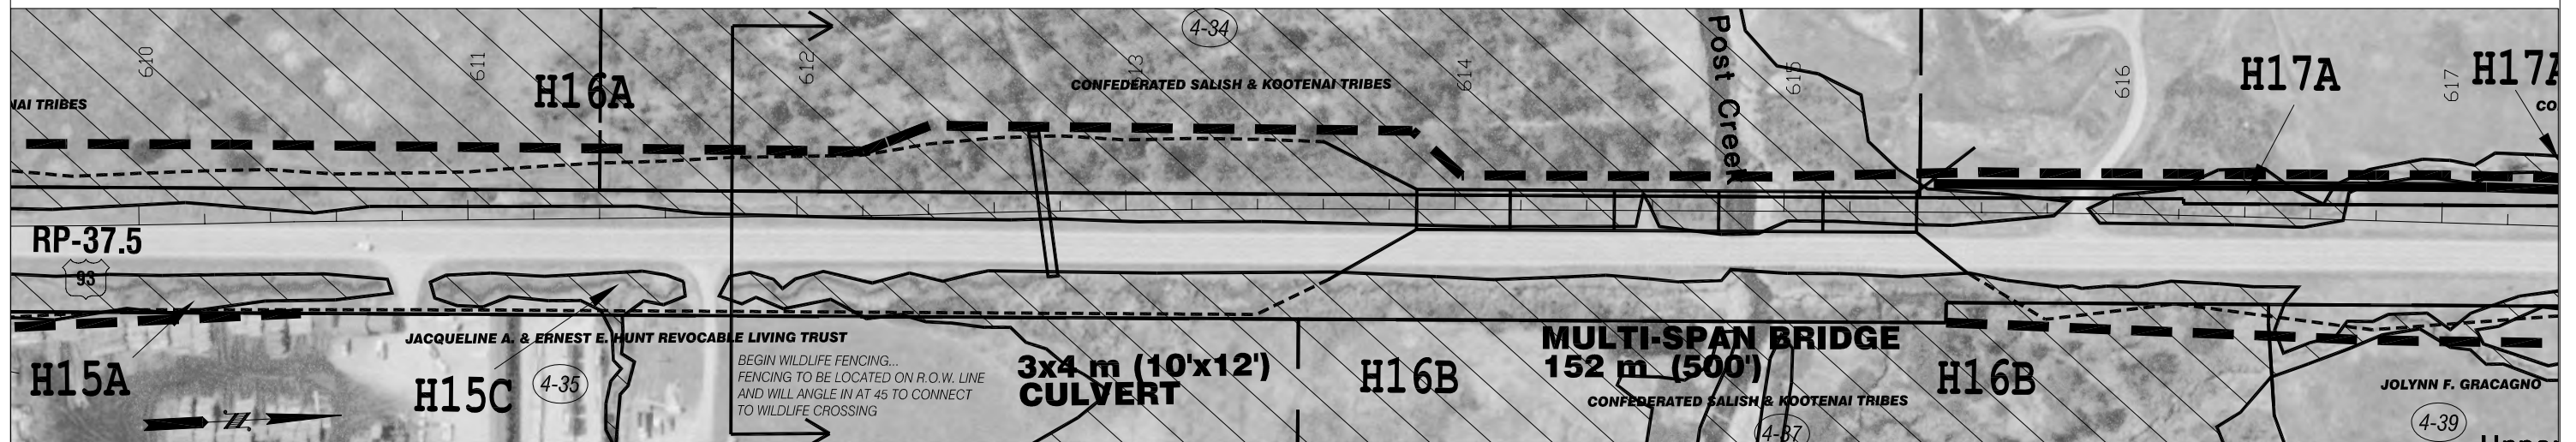 4-34
610
611
612
613
614
615
616
617
Post Creek
H16A
H17A
H17A
CONFEDERATED SALISH & KOOTENAI TRIBES
NAI TRIBES
CO
RP-37.5
93
JACQUELINE A. & ERNEST E. HUNT REVOCABLE LIVING TRUST
H15A
H15C
4-35
BEGIN WILDLIFE FENCING...
FENCING TO BE LOCATED ON R.O.W. LINE
AND WILL ANGLE IN AT 45 TO CONNECT
TO WILDLIFE CROSSING
3x4 m (10'x12')
CULVERT
H16B
MULTI-SPAN BRIDGE
152 m (500')
CONFEDERATED SALISH & KOOTENAI TRIBES
4-37
H16B
JOLYNN F. GRACAGNO
4-39